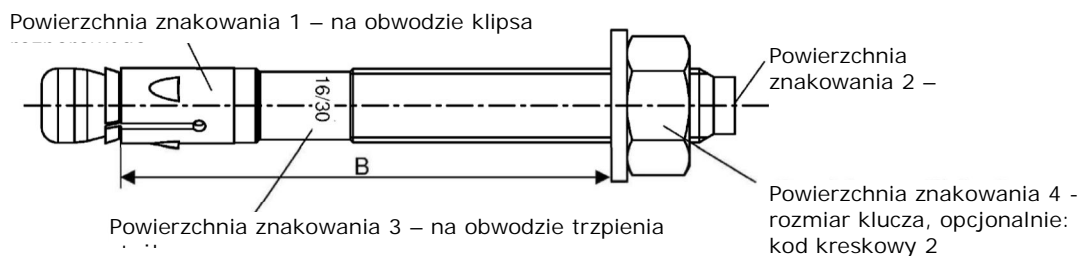 Powierzchnia znakowania 1 – na obwodzie klipsa
Powierzchnia
znakowania 2 –
16/30
B
Powierzchnia znakowania 3 – na obwodzie trzpienia
Powierzchnia znakowania 4 -
rozmiar klucza, opcjonalnie:
kod kreskowy 2